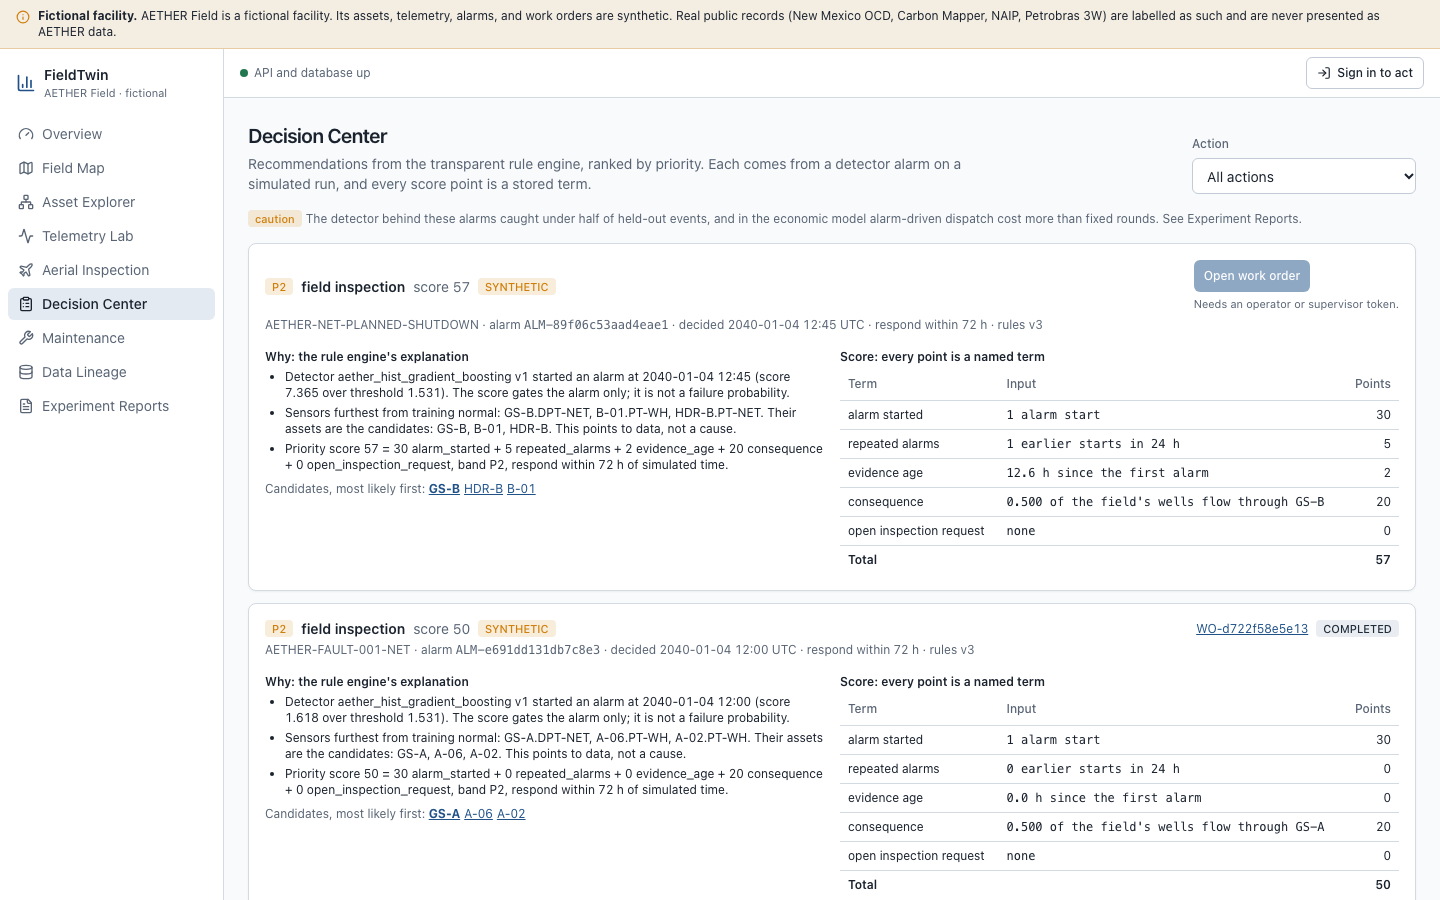 Fictional facility. AETHER Field is a fictional facility. Its assets, telemetry, alarms, and work orders are synthetic. Real public records (New Mexico OCD, Carbon Mapper, NAIP, Petrobras 3W) are labelled as such and are never presented as
AETHER data.
FieldTwin
AETHER Field · fictional
Overview
Field Map
Asset Explorer
Telemetry Lab
Aerial Inspection
Decision Center
Maintenance
Data Lineage
Experiment Reports
API and database up
Sign in to act
Decision Center
Recommendations from the transparent rule engine, ranked by priority. Each comes from a detector alarm on a
simulated run, and every score point is a stored term.
Action
All actions
caution The detector behind these alarms caught under half of held-out events, and in the economic model alarm-driven dispatch cost more than fixed rounds. See Experiment Reports.
P2 field inspection score 57 SYNTHETIC
Open work order
Needs an operator or supervisor token.
AETHER-NET-PLANNED-SHUTDOWN · alarm ALM-89f06c53aad4eae1 · decided 2040-01-04 12:45 UTC · respond within 72 h · rules v3
Why: the rule engine's explanation
Detector aether_hist_gradient_boosting v1 started an alarm at 2040-01-04 12:45 (score
7.365 over threshold 1.531). The score gates the alarm only; it is not a failure probability.
Sensors furthest from training normal: GS-B.DPT-NET, B-01.PT-WH, HDR-B.PT-NET. Their
assets are the candidates: GS-B, B-01, HDR-B. This points to data, not a cause.
Priority score 57 = 30 alarm_started + 5 repeated_alarms + 2 evidence_age + 20 consequence
+ 0 open_inspection_request, band P2, respond within 72 h of simulated time.
Candidates, most likely first: GS-B HDR-B B-01
Score: every point is a named term
Term Input Points
alarm started 1 alarm start 30
repeated alarms 1 earlier starts in 24 h 5
evidence age 12.6 h since the first alarm 2
consequence 0.500 of the field's wells flow through GS-B 20
open inspection request none 0
Total 57
P2 field inspection score 50 SYNTHETIC
WO-d722f58e5e13 COMPLETED
AETHER-FAULT-001-NET · alarm ALM-e691dd131db7c8e3 · decided 2040-01-04 12:00 UTC · respond within 72 h · rules v3
Why: the rule engine's explanation
Detector aether_hist_gradient_boosting v1 started an alarm at 2040-01-04 12:00 (score
1.618 over threshold 1.531). The score gates the alarm only; it is not a failure probability.
Sensors furthest from training normal: GS-A.DPT-NET, A-06.PT-WH, A-02.PT-WH. Their assets
are the candidates: GS-A, A-06, A-02. This points to data, not a cause.
Priority score 50 = 30 alarm_started + 0 repeated_alarms + 0 evidence_age + 20 consequence
+ 0 open_inspection_request, band P2, respond within 72 h of simulated time.
Candidates, most likely first: GS-A A-06 A-02
Score: every point is a named term
Term Input Points
alarm started 1 alarm start 30
repeated alarms 0 earlier starts in 24 h 0
evidence age 0.0 h since the first alarm 0
consequence 0.500 of the field's wells flow through GS-A 20
open inspection request none 0
Total 50